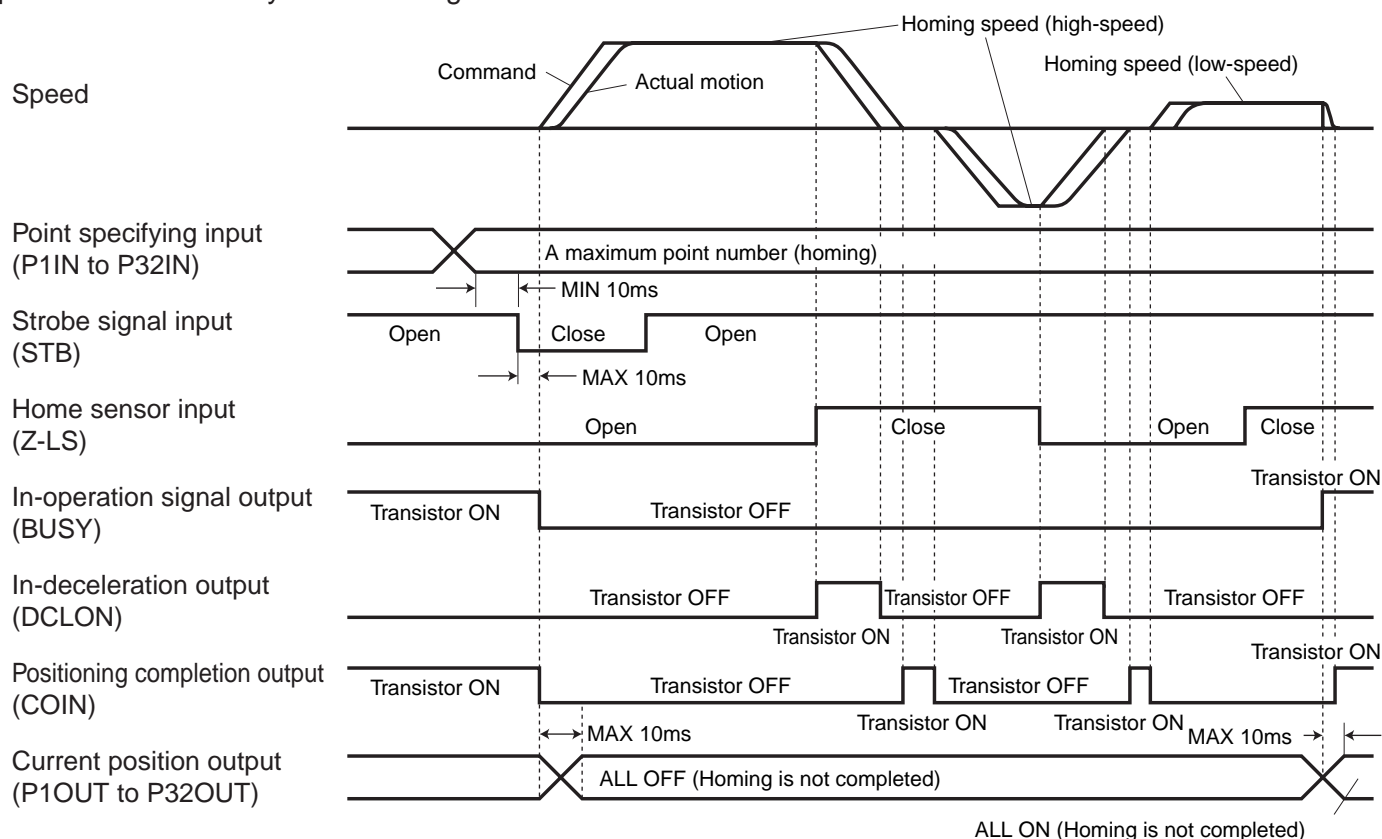 Homing speed (high-speed)
Homing speed (low-speed)
Command
Actual motion
Speed
Point specifying input
(P1IN to P32IN)
A maximum point number (homing)
MIN 10ms
Strobe signal input
(STB)
Open
Close
Open
MAX 10ms
Home sensor input
(Z-LS)
Open
Close
Open
Close
In-operation signal output
(BUSY)
Transistor ON
Transistor OFF
Transistor ON
In-deceleration output
(DCLON)
Transistor OFF
Transistor OFF
Transistor OFF
Transistor ON
Transistor ON
Positioning completion output
(COIN)
Transistor ON
Transistor OFF
Transistor OFF
Transistor ON
Transistor ON
Transistor ON
MAX 10ms
MAX 10ms
Current position output
(P1OUT to P32OUT)
ALL OFF (Homing is not completed)
ALL ON (Homing is not completed)